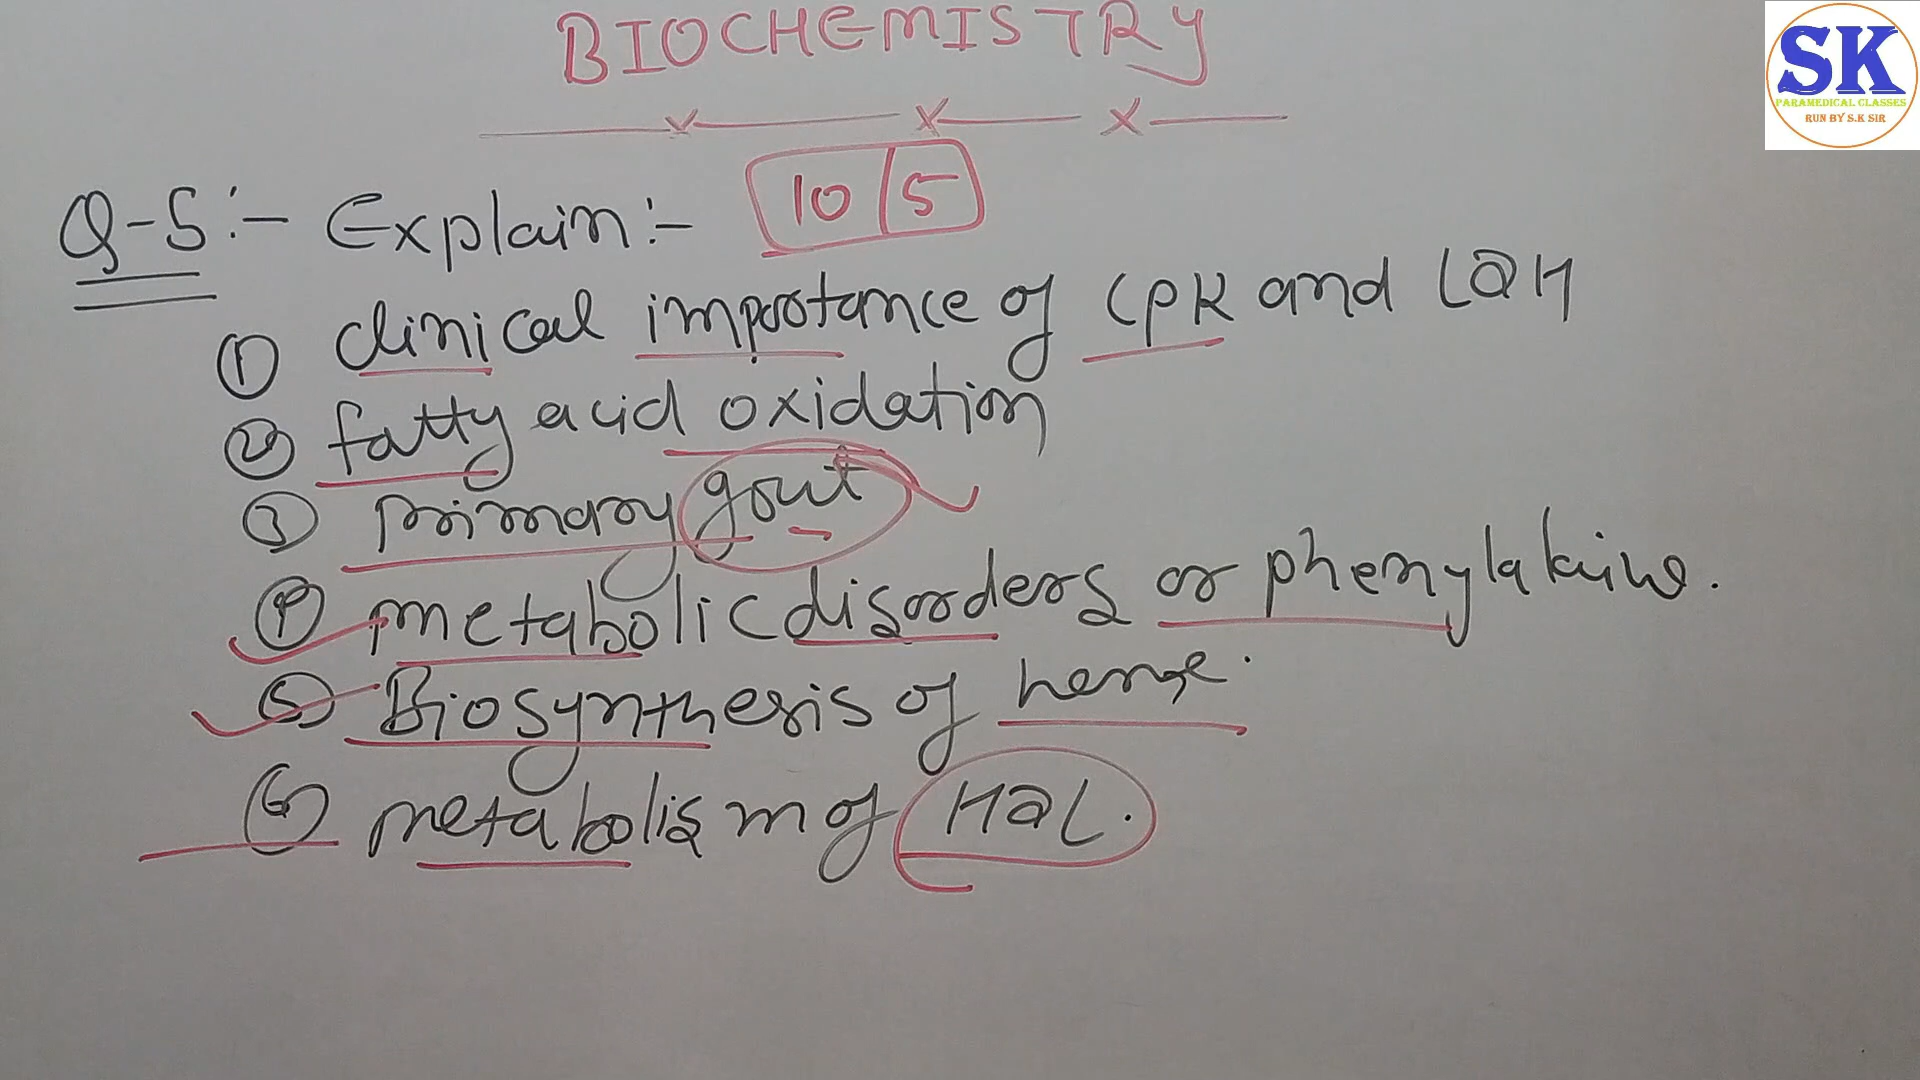 BIOCHEMISTRY
SK
PARAMEDICAL CLASSES
RUN BY S.K SIR
10/5
Q-5:- Explain:-
① clinical importance of CPK and LDH
② fatty acid oxidation
③ primary gout
④ metabolic disorders or phenylakine.
⑤ Biosynthesis of heme.
⑥ metabolism of HDL.